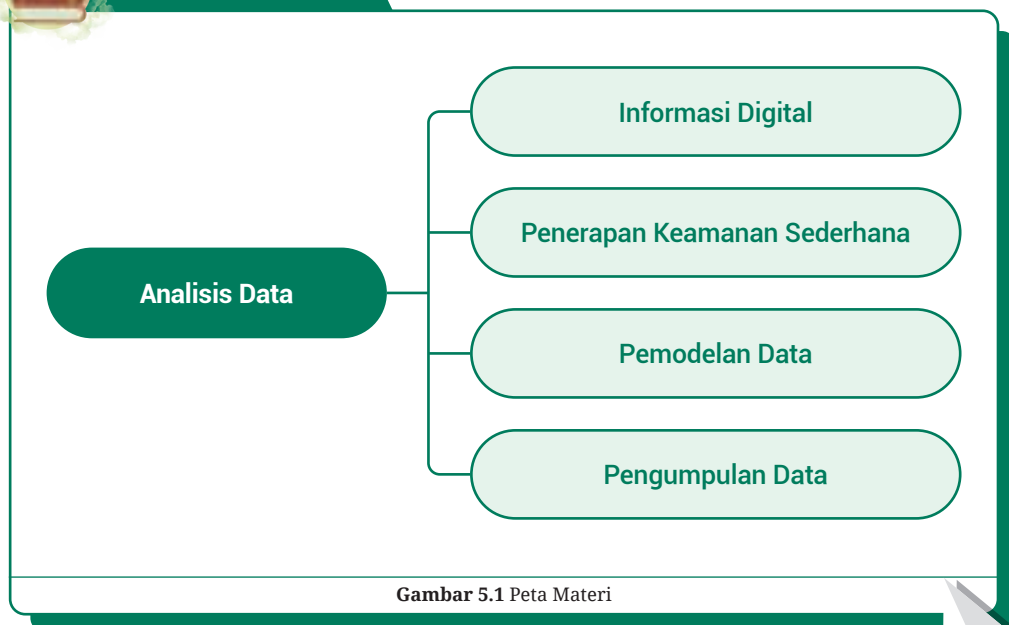 Informasi Digital
Penerapan Keamanan Sederhana
Analisis Data
Pemodelan Data
Pengumpulan Data
Gambar 5.1 Peta Materi